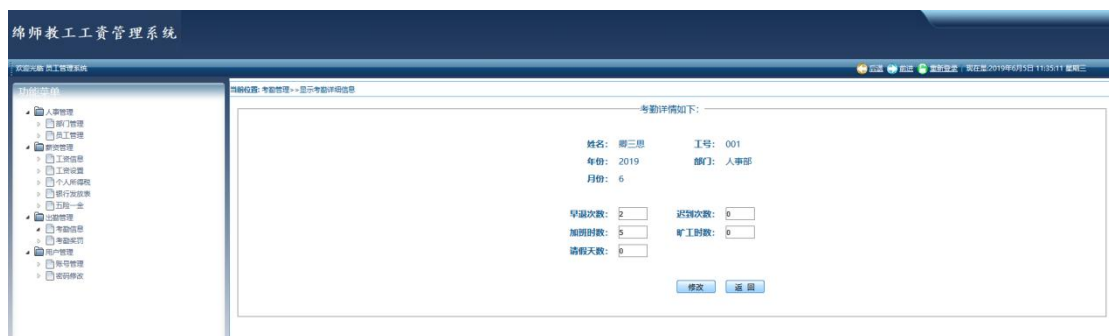 绵师教工工资管理系统
欢迎光临 员工管理系统
后退 前进 重新登录 | 现在是:2019年6月5日 11:35:11 星期三
功能菜单
人事管理
部门管理
员工管理
薪资管理
工资信息
工资设置
个人所得税
银行发放表
五险一金
出勤管理
考勤信息
考勤奖罚
用户管理
账号管理
密码修改
当前位置: 考勤管理>>显示考勤详细信息
考勤详情如下:
姓名: 卿三思 工号: 001
年份: 2019 部门: 人事部
月份: 6
早退次数: 2 迟到次数: 0
加班时数: 5 旷工时数: 0
请假天数: 0
修改 返 回